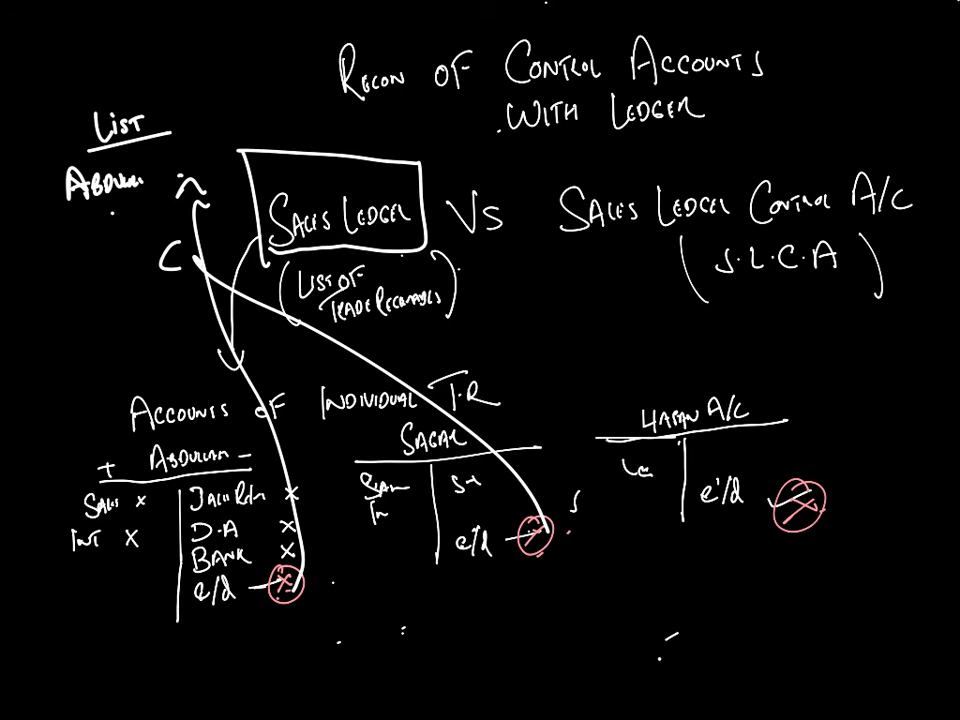 RECON OF CONTROL ACCOUNTS
WITH LEDGER
LIST
SALES LEDGER VS SALES LEDGER CONTROL A/C
(LIST OF
TRADE RECEIVABLES)
(S.L.C.A)
C
ACCOUNTS OF INDIVIDUAL T.R
+ ABDULLAH -
SALES X
INT X
X
D.A X
BANK X
c/d X
SAGAR
c/d
HASAN A/C
c/d